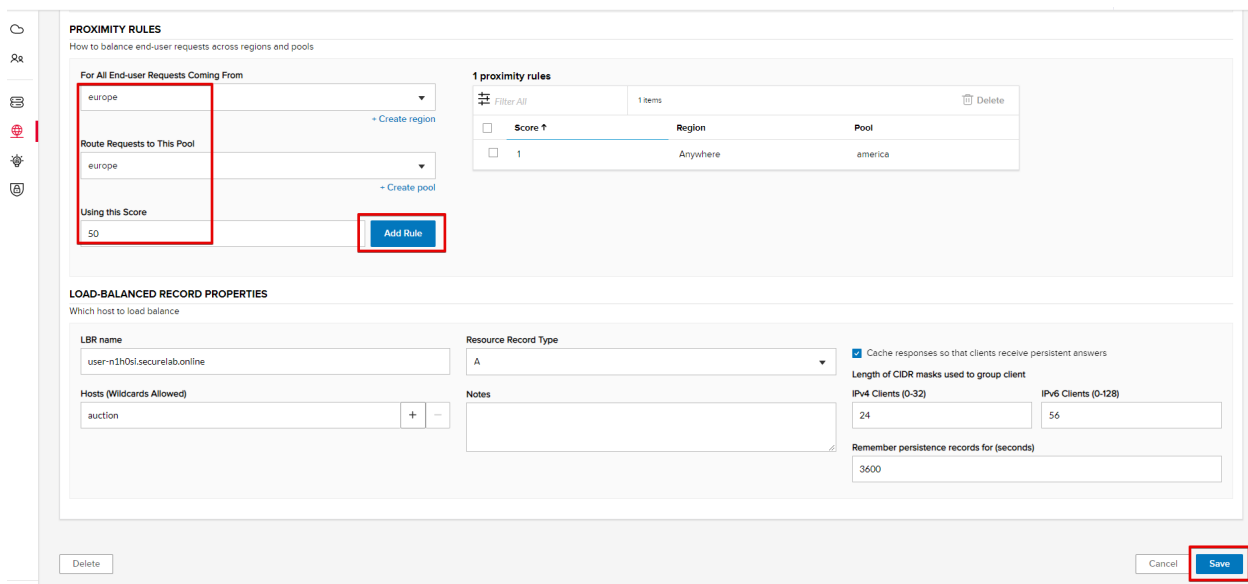 PROXIMITY RULES
How to balance end-user requests across regions and pools
For All End-user Requests Coming From
europe
+ Create region
Route Requests to This Pool
europe
+ Create pool
Using this Score
50
Add Rule
1 proximity rules
Filter All
1 items
Delete
Score ↑ Region Pool
1 Anywhere america
LOAD-BALANCED RECORD PROPERTIES
Which host to load balance
LBR name
user-n1h0si.securelab.online
Hosts (Wildcards Allowed)
auction
+ −
Resource Record Type
A
Notes
Cache responses so that clients receive persistent answers
Length of CIDR masks used to group client
IPv4 Clients (0-32) IPv6 Clients (0-128)
24 56
Remember persistence records for (seconds)
3600
Delete
Cancel
Save